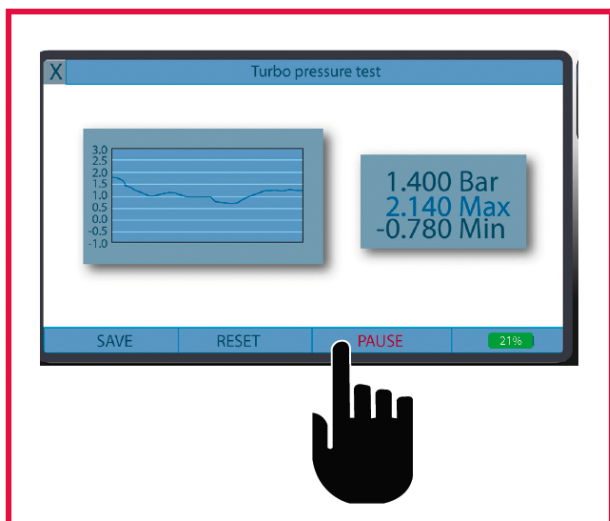 X
Turbo pressure test
3.0
2.5
2.0
1.5
1.0
0.5
0.0
-0.5
-1.0
1.400 Bar
2.140 Max
-0.780 Min
SAVE RESET PAUSE 21%